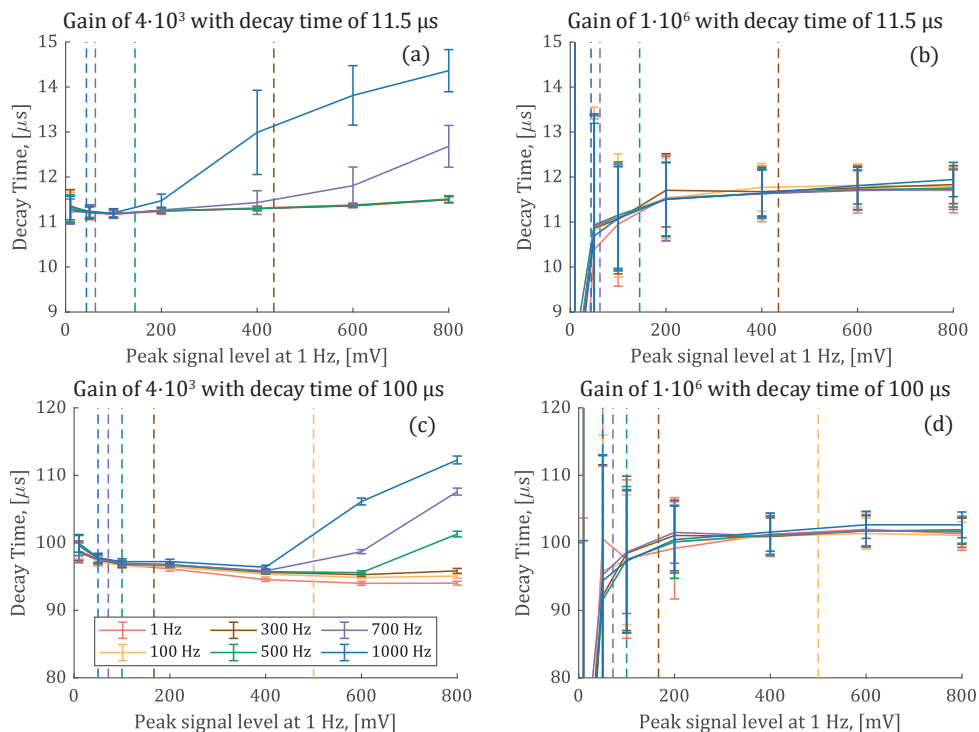 Gain of 4·10³ with decay time of 11.5 µs
(a)
Decay Time, [µs]
15
14
13
12
11
10
9
0 200 400 600 800
Peak signal level at 1 Hz, [mV]
Gain of 1·10⁶ with decay time of 11.5 µs
(b)
Decay Time, [µs]
15
14
13
12
11
10
9
0 200 400 600 800
Peak signal level at 1 Hz, [mV]
Gain of 4·10³ with decay time of 100 µs
(c)
Decay Time, [µs]
120
110
100
90
80
1 Hz 300 Hz 700 Hz
100 Hz 500 Hz 1000 Hz
0 200 400 600 800
Peak signal level at 1 Hz, [mV]
Gain of 1·10⁶ with decay time of 100 µs
(d)
Decay Time, [µs]
120
110
100
90
80
0 200 400 600 800
Peak signal level at 1 Hz, [mV]